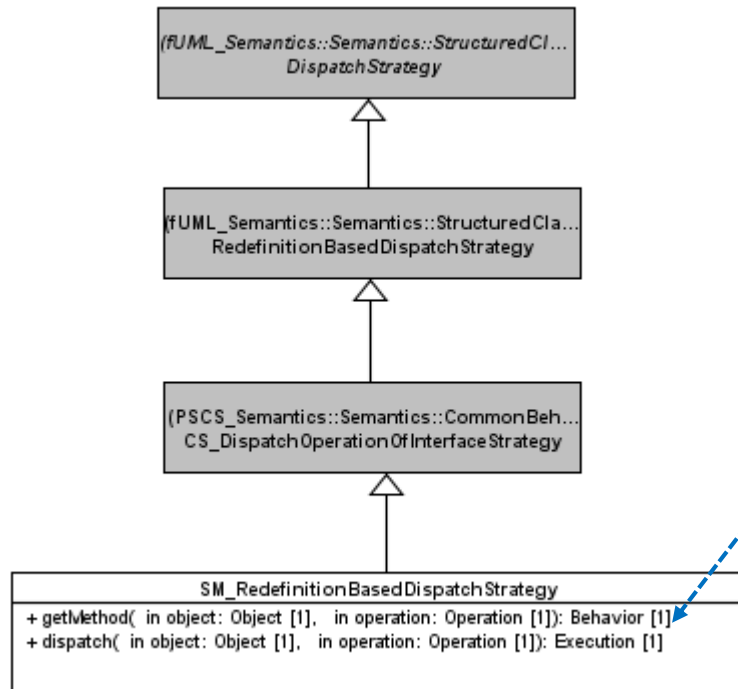 (fUML_Semantics::Semantics::StructuredCl...
DispatchStrategy
(fUML_Semantics::Semantics::StructuredCla...
RedefinitionBasedDispatchStrategy
(PSCS_Semantics::Semantics::CommonBeh...
CS_DispatchOperationOfInterfaceStrategy
SM_RedefinitionBasedDispatchStrategy
+ getMethod( in object: Object [1], in operation: Operation [1]): Behavior [1]
+ dispatch( in object: Object [1], in operation: Operation [1]): Execution [1]